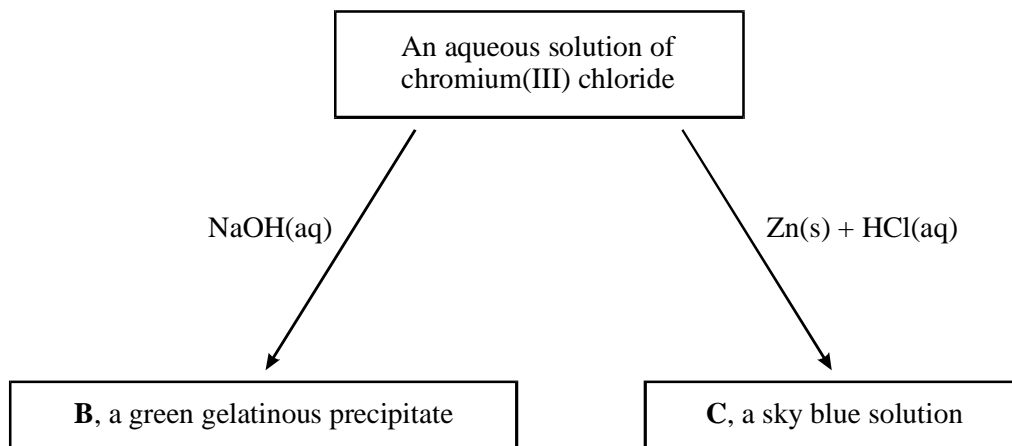 An aqueous solution of
chromium(III) chloride
NaOH(aq)
Zn(s) + HCl(aq)
B, a green gelatinous precipitate
C, a sky blue solution